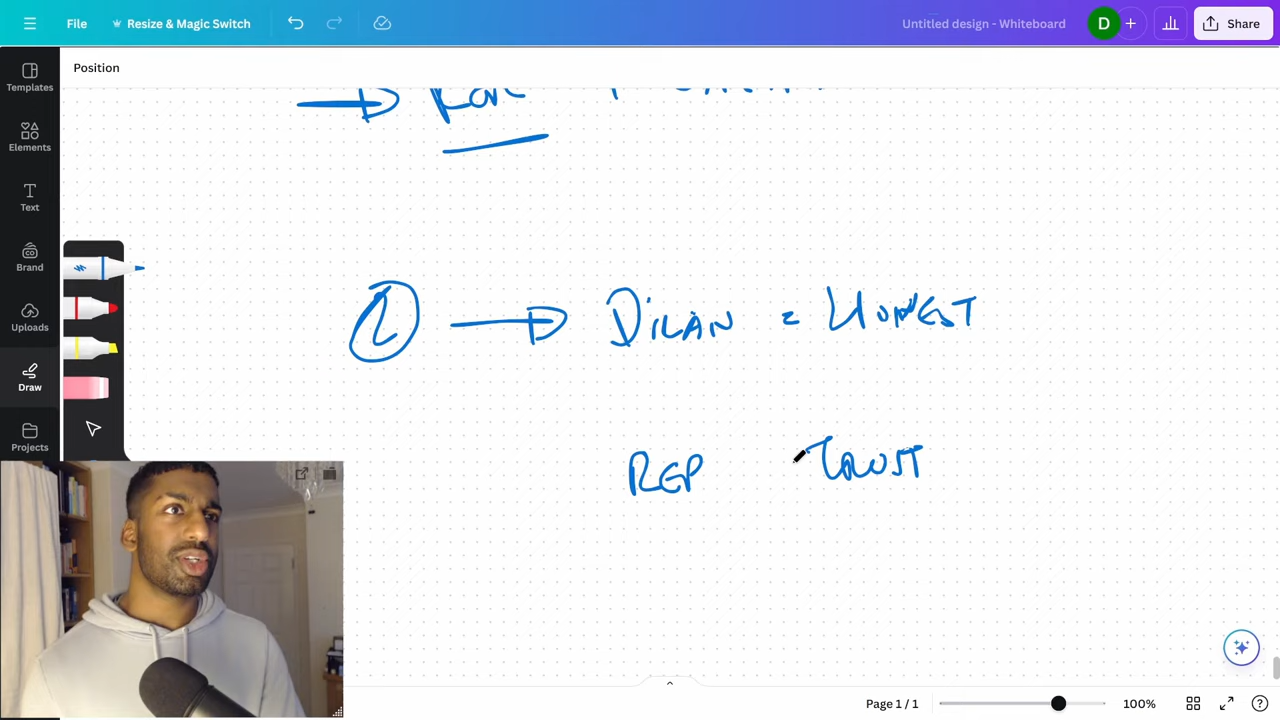 File Resize & Magic Switch Untitled design - Whiteboard D + Share
Position
Templates
Elements
Text
Brand
Uploads
Draw
Projects
DILAN = HONEST
REP TRUST
Page 1 / 1 100%